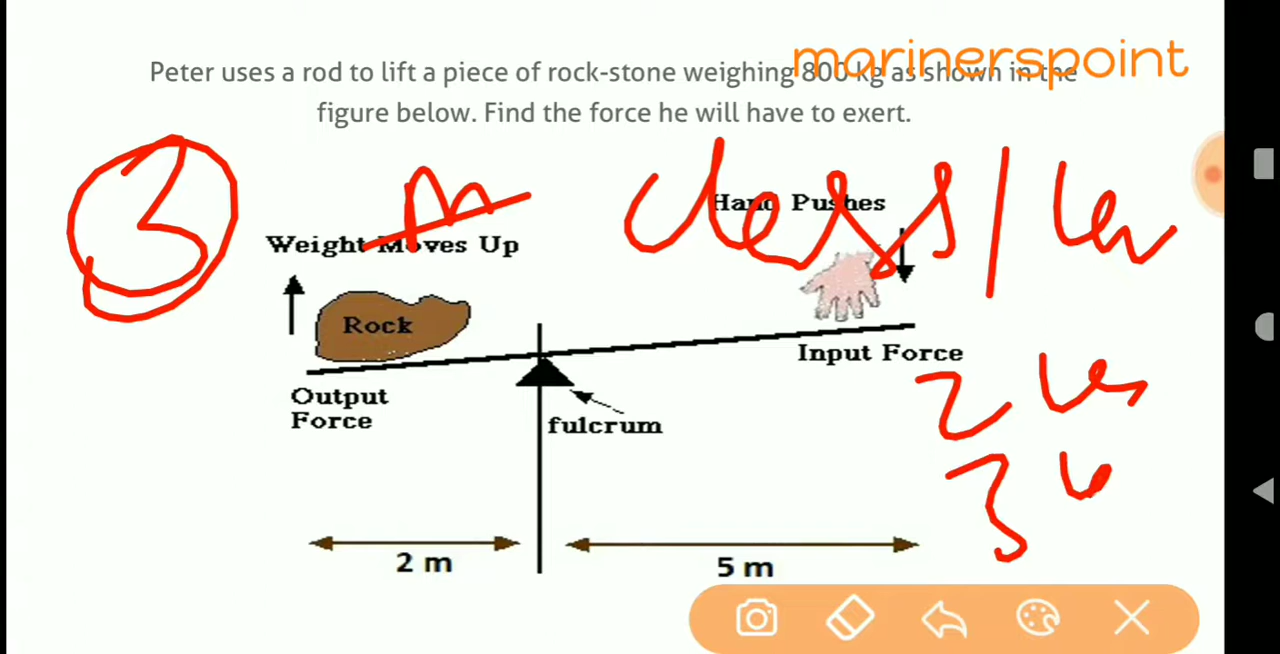 marinerspoint
Peter uses a rod to lift a piece of rock-stone weighing 800 kg as shown in the
figure below. Find the force he will have to exert.
3
Hand Pushes
Weight Moves Up
Rock
Input Force
Output
Force
fulcrum
2
3
2 m
5 m